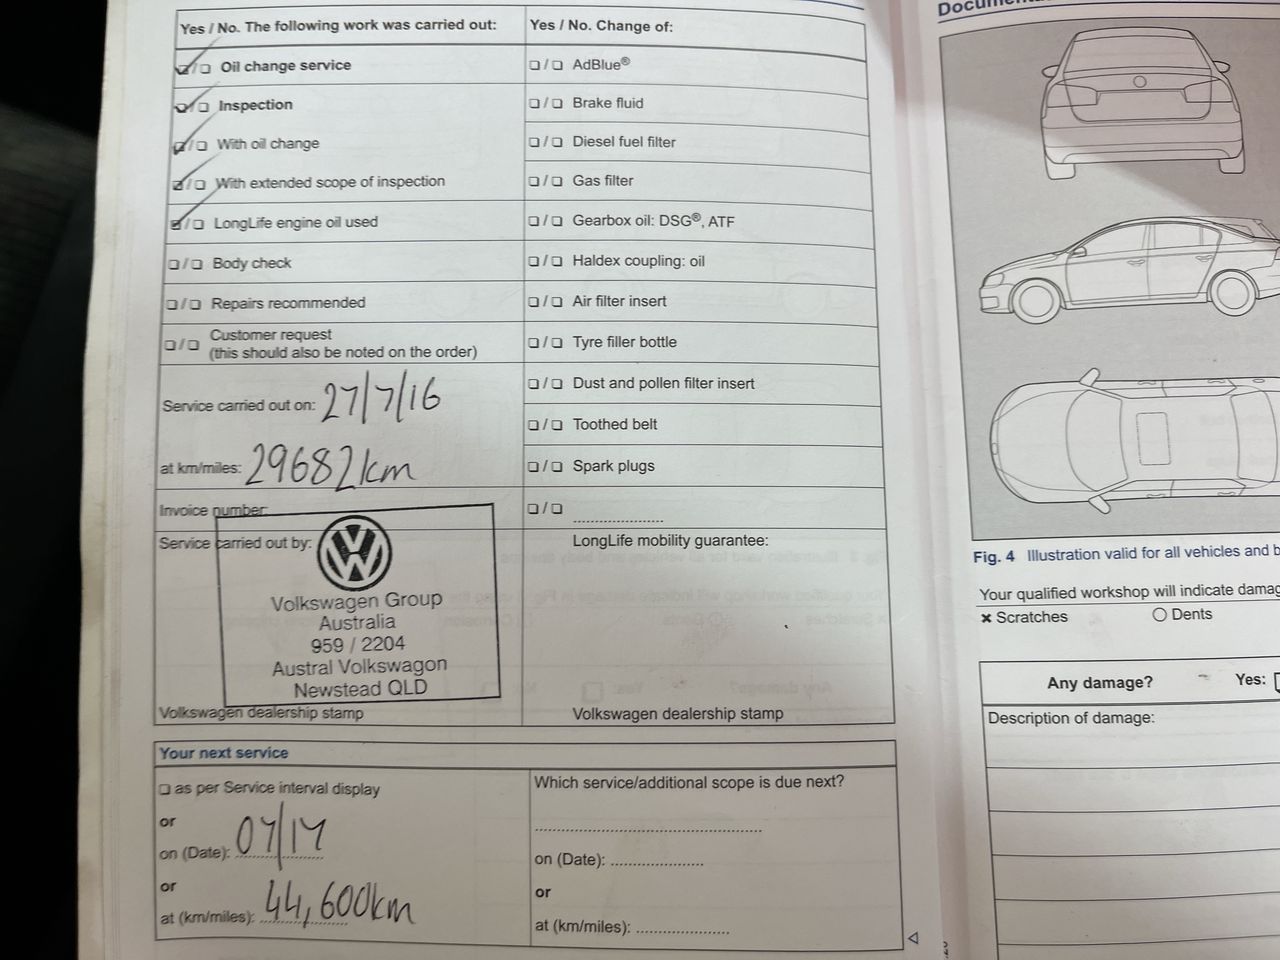 Yes / No. The following work was carried out:
☑/❑ Oil change service
☑/❑ Inspection
☑/❑ With oil change
☑/❑ With extended scope of inspection
☑/❑ LongLife engine oil used
❑/❑ Body check
❑/❑ Repairs recommended
❑/❑ Customer request
(this should also be noted on the order)
Service carried out on: 27/7/16
at km/miles: 29682km
Invoice number:
Service carried out by:
Volkswagen Group
Australia
959 / 2204
Austral Volkswagon
Newstead QLD
Volkswagen dealership stamp
Yes / No. Change of:
❑/❑ AdBlue®
❑/❑ Brake fluid
❑/❑ Diesel fuel filter
❑/❑ Gas filter
❑/❑ Gearbox oil: DSG®, ATF
❑/❑ Haldex coupling: oil
❑/❑ Air filter insert
❑/❑ Tyre filler bottle
❑/❑ Dust and pollen filter insert
❑/❑ Toothed belt
❑/❑ Spark plugs
❑/❑ ......................
LongLife mobility guarantee:
Volkswagen dealership stamp
Your next service
❑ as per Service interval display
or
on (Date): 07/17
or
at (km/miles): 44,600km
Which service/additional scope is due next?
on (Date): ......................
or
at (km/miles): ......................
Fig. 4 Illustration valid for all vehicles and
Your qualified workshop will indicate
× Scratches
○ Dents
Any damage? Yes:
Description of damage: